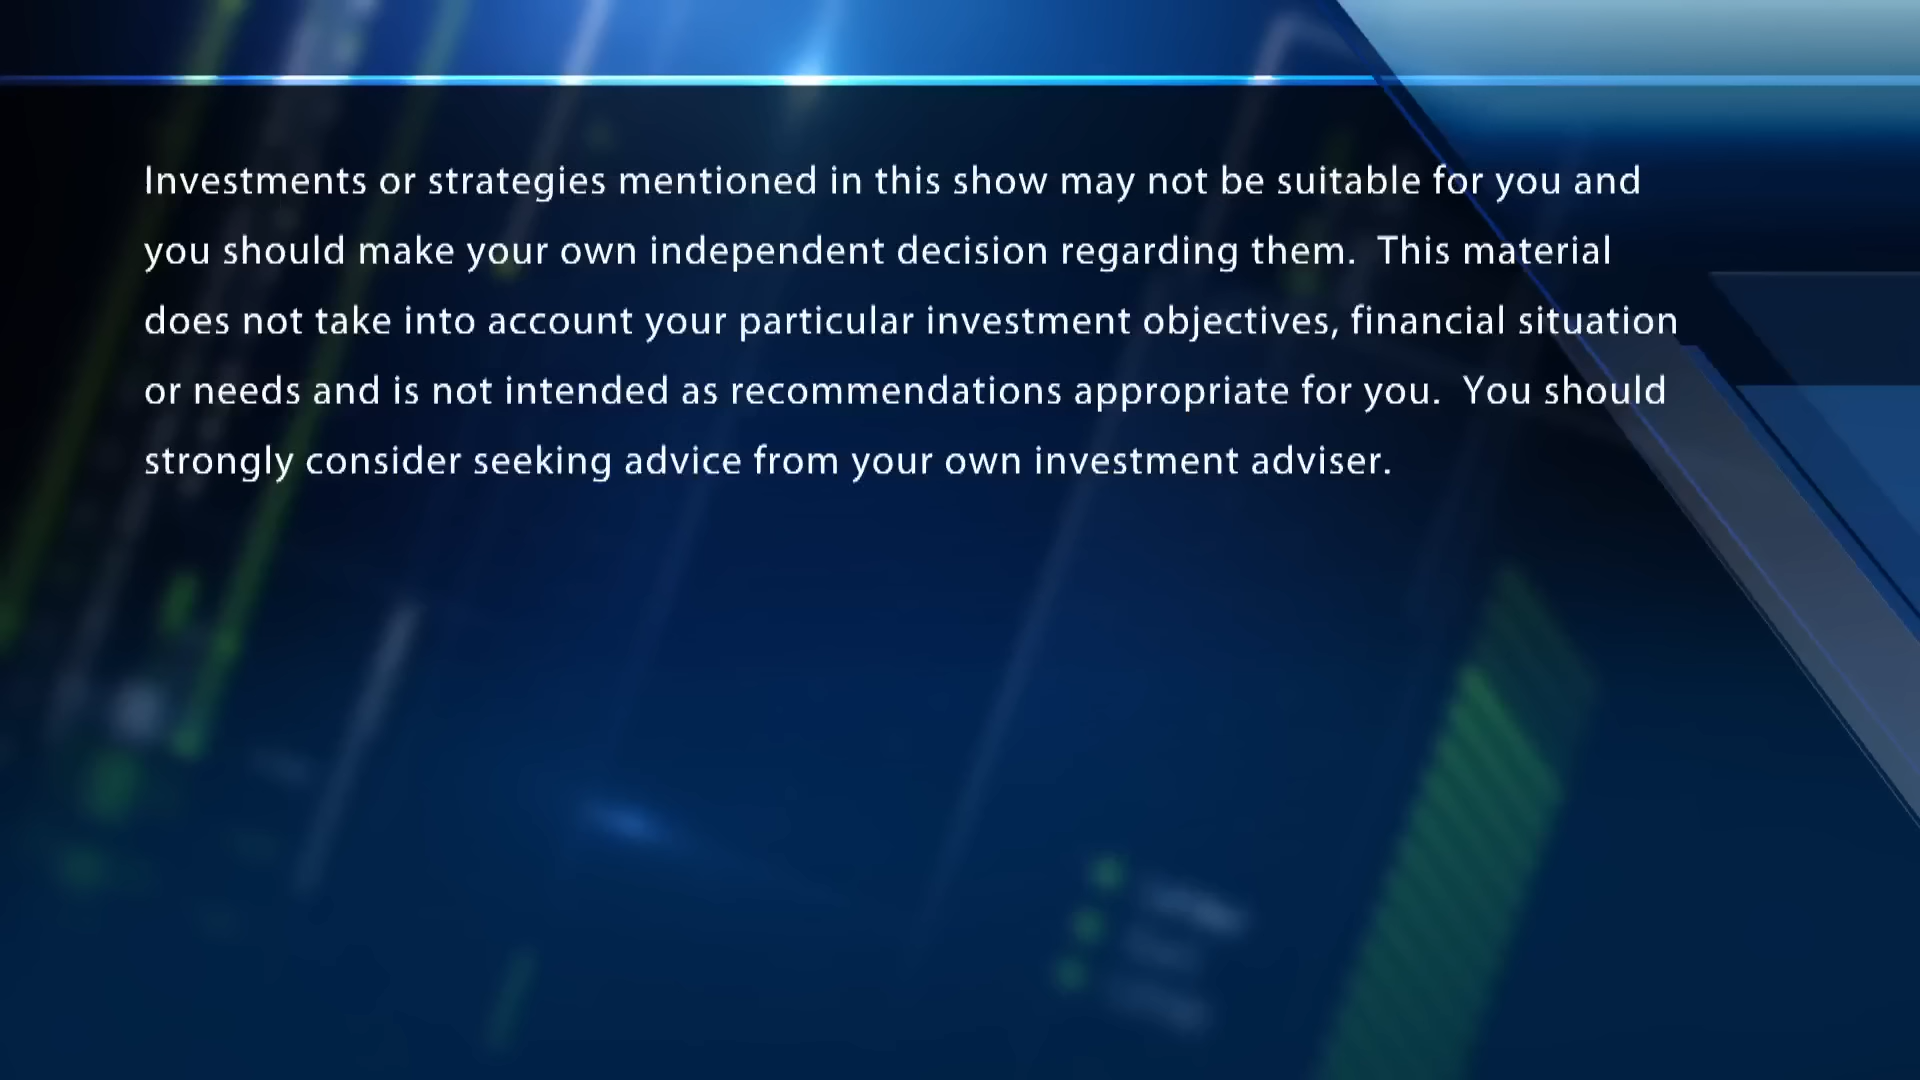 Investments or strategies mentioned in this show may not be suitable for you and
you should make your own independent decision regarding them.  This material
does not take into account your particular investment objectives, financial situation
or needs and is not intended as recommendations appropriate for you.  You should
strongly consider seeking advice from your own investment adviser.